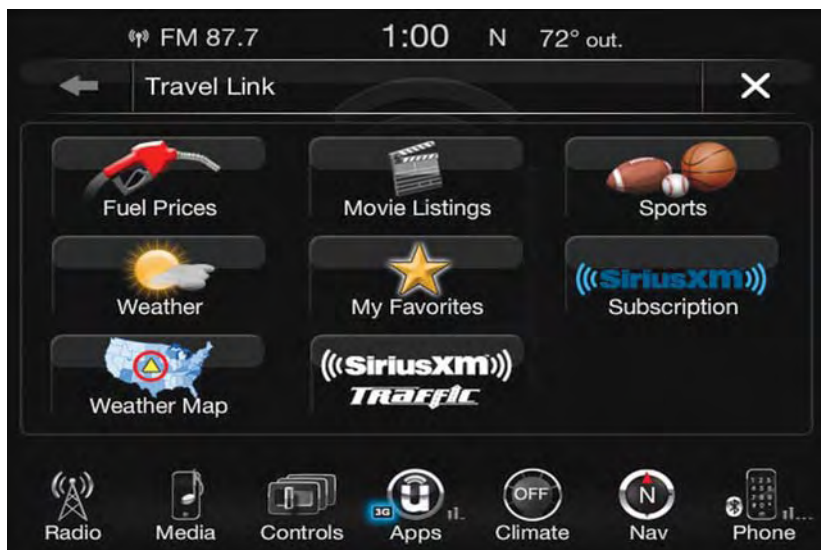 FM 87.7 1:00 N 72° out.
Travel Link
Fuel Prices Movie Listings Sports
SiriusXM
Weather My Favorites Subscription
SiriusXM
Weather Map Traffic
3G OFF N
Radio Media Controls Apps Climate Nav Phone